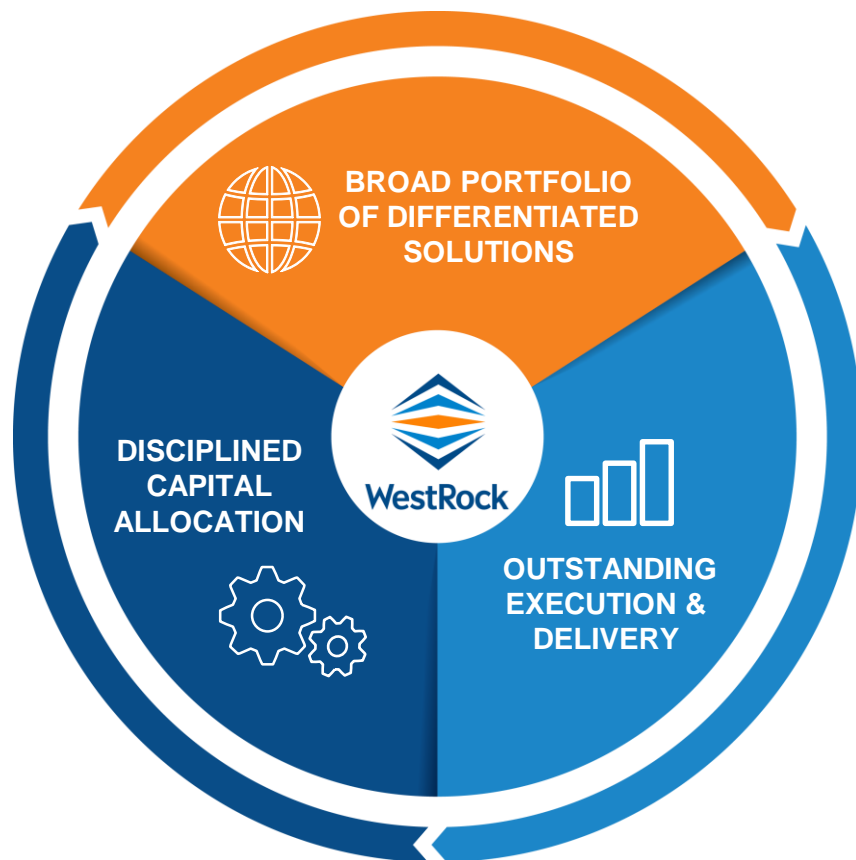 BROAD PORTFOLIO
OF DIFFERENTIATED
SOLUTIONS
DISCIPLINED
CAPITAL
ALLOCATION
WestRock
OUTSTANDING
EXECUTION &
DELIVERY